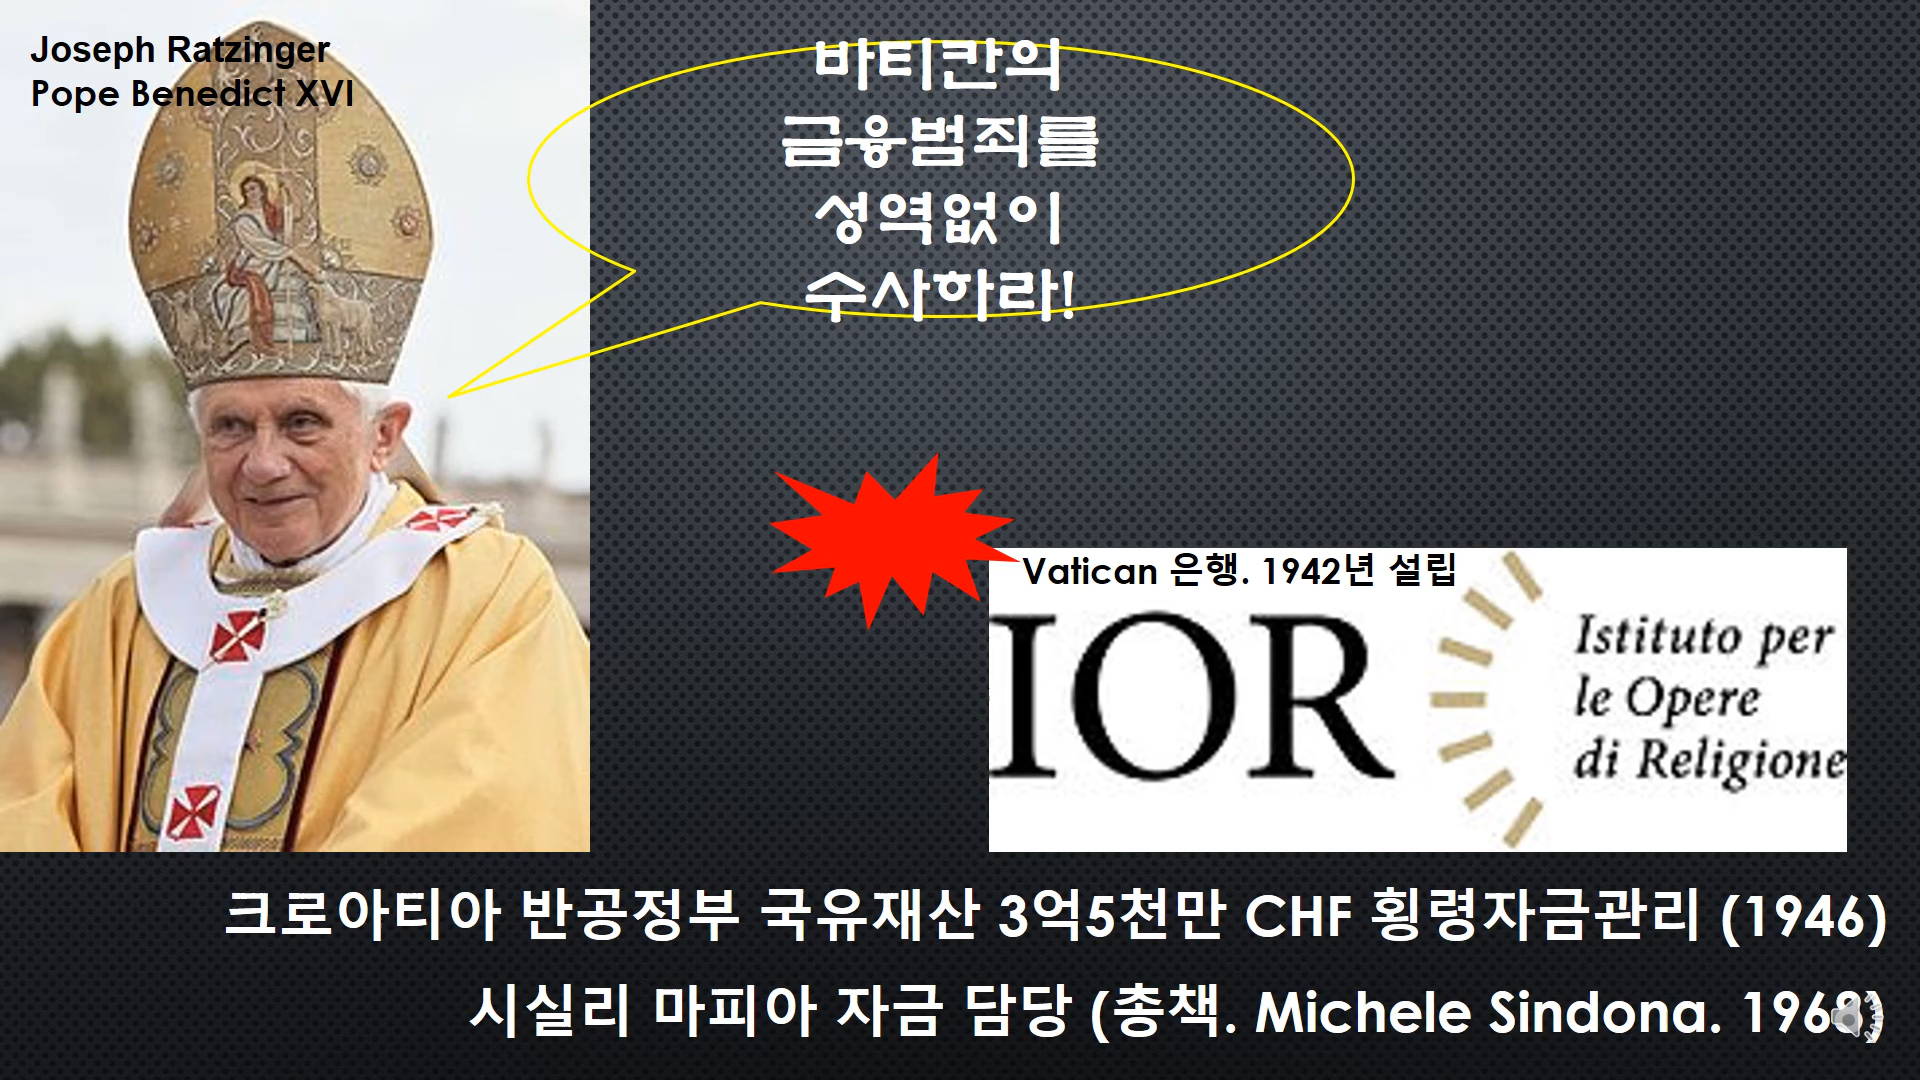 Joseph Ratzinger
Pope Benedict XVI
바티칸의
금융범죄를
성역없이
수사하라!
Vatican 은행. 1942년 설립
IOR
Istituto per
le Opere
di Religione
크로아티아 반공정부 국유재산 3억5천만 CHF 횡령자금관리 (1946)
시실리 마피아 자금 담당 (총책. Michele Sindona.